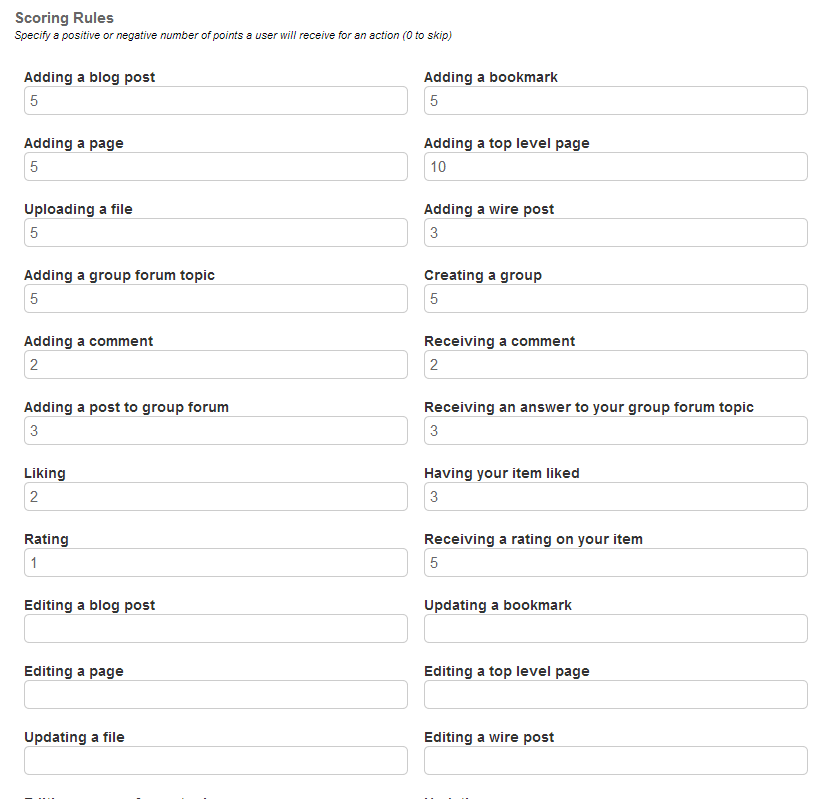 Scoring Rules
Specify a positive or negative number of points a user will receive for an action (0 to skip)
Adding a blog post
5
Adding a bookmark
5
Adding a page
5
Adding a top level page
10
Uploading a file
5
Adding a wire post
3
Adding a group forum topic
5
Creating a group
5
Adding a comment
2
Receiving a comment
2
Adding a post to group forum
3
Receiving an answer to your group forum topic
3
Liking
2
Having your item liked
3
Rating
1
Receiving a rating on your item
5
Editing a blog post
Updating a bookmark
Editing a page
Editing a top level page
Updating a file
Editing a wire post